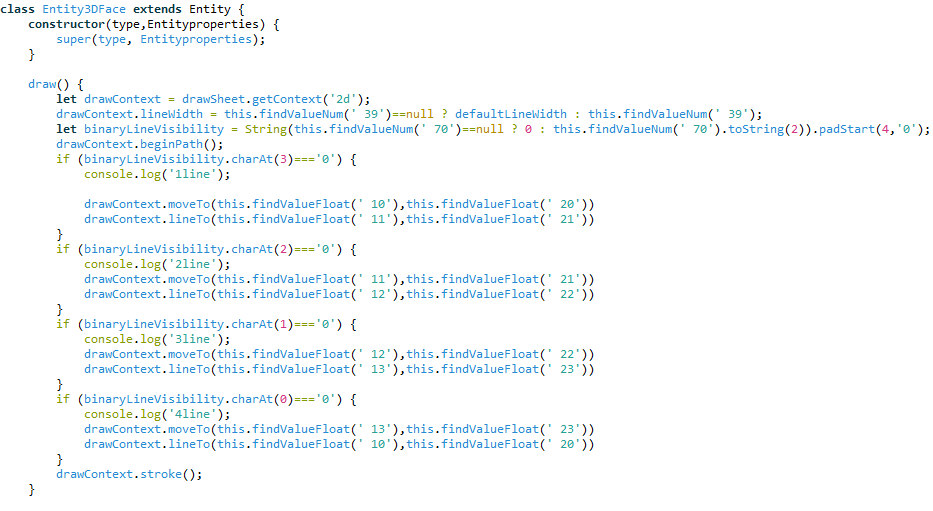 class Entity3DFace extends Entity {
    constructor(type,Entityproperties) {
        super(type, Entityproperties);
    }

    draw() {
        let drawContext = drawSheet.getContext('2d');
        drawContext.lineWidth = this.findValueNum(' 39')==null ? defaultLineWidth : this.findValueNum(' 39');
        let binaryLineVisibility = String(this.findValueNum(' 70')==null ? 0 : this.findValueNum(' 70').toString(2)).padStart(4,'0');
        drawContext.beginPath();
        if (binaryLineVisibility.charAt(3)==='0') {
            console.log('1line');

            drawContext.moveTo(this.findValueFloat(' 10'),this.findValueFloat(' 20'))
            drawContext.lineTo(this.findValueFloat(' 11'),this.findValueFloat(' 21'))
        }
        if (binaryLineVisibility.charAt(2)==='0') {
            console.log('2line');
            drawContext.moveTo(this.findValueFloat(' 11'),this.findValueFloat(' 21'))
            drawContext.lineTo(this.findValueFloat(' 12'),this.findValueFloat(' 22'))
        }
        if (binaryLineVisibility.charAt(1)==='0') {
            console.log('3line');
            drawContext.moveTo(this.findValueFloat(' 12'),this.findValueFloat(' 22'))
            drawContext.lineTo(this.findValueFloat(' 13'),this.findValueFloat(' 23'))
        }
        if (binaryLineVisibility.charAt(0)==='0') {
            console.log('4line');
            drawContext.moveTo(this.findValueFloat(' 13'),this.findValueFloat(' 23'))
            drawContext.lineTo(this.findValueFloat(' 10'),this.findValueFloat(' 20'))
        }
        drawContext.stroke();
    }